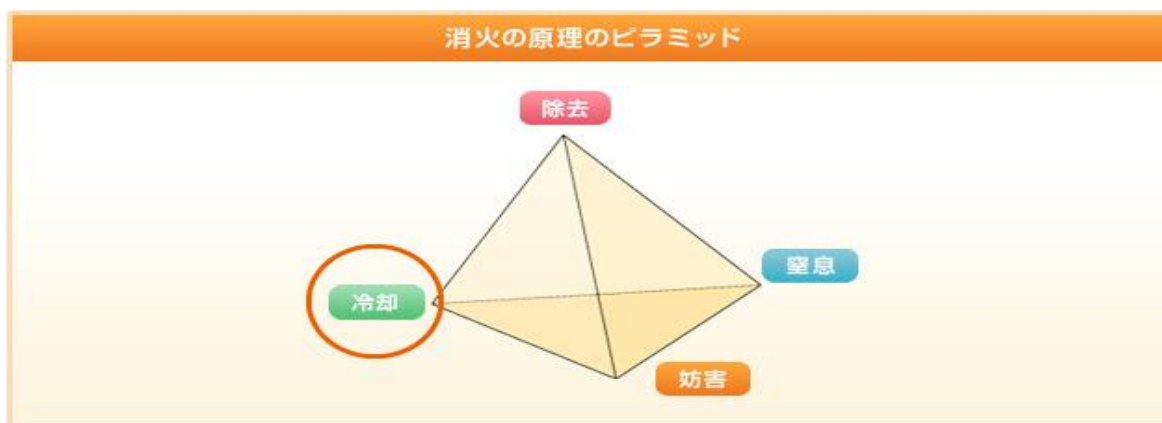 消火の原理のピラミッド
除去
窒息
冷却
妨害